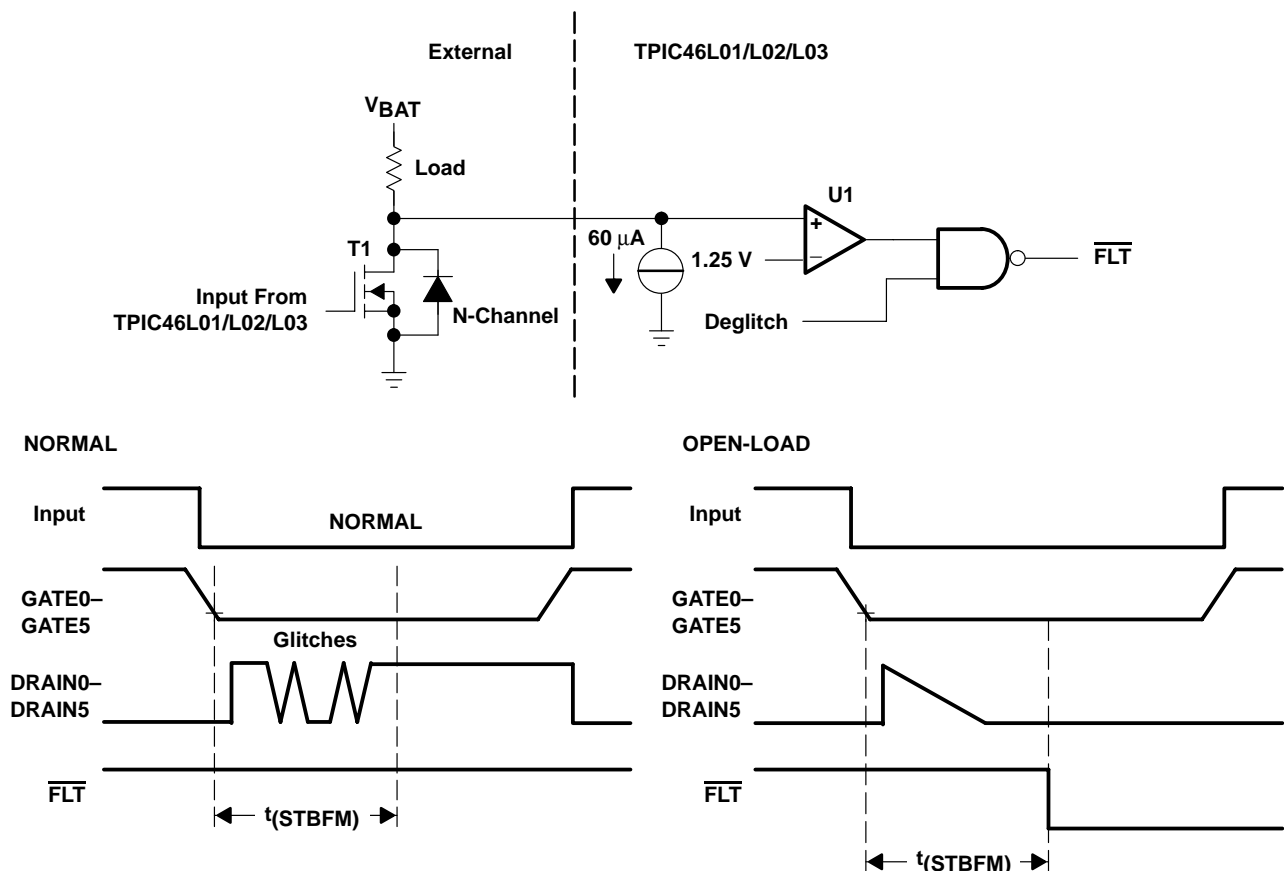 External
TPIC46L01/L02/L03
VBAT
Load
U1
+
–
T1
60 μA
1.25 V
FLT
Input From
TPIC46L01/L02/L03
N-Channel
Deglitch
NORMAL
Input
NORMAL
GATE0–
GATE5
Glitches
DRAIN0–
DRAIN5
FLT
t(STBFM)
OPEN-LOAD
Input
GATE0–
GATE5
DRAIN0–
DRAIN5
FLT
t(STBFM)